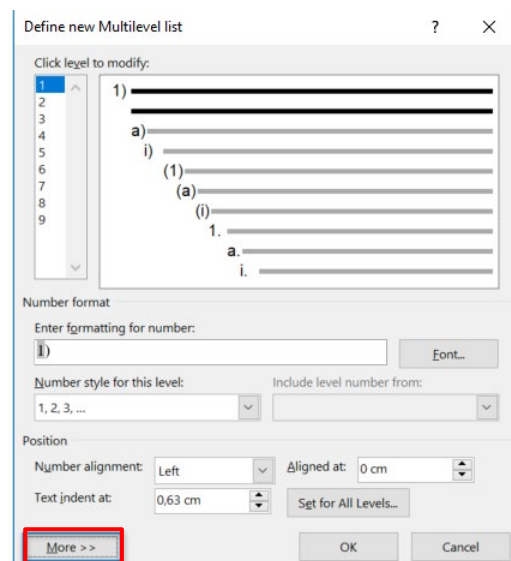 Define new Multilevel list ? ×
Click level to modify:
1
2
3
4
5
6
7
8
9
1)
a)
i)
(1)
(a)
(i)
1.
a.
i.
Number format
Enter formatting for number:
1)
Font...
Number style for this level: Include level number from:
1, 2, 3, ...
Position
Number alignment: Left Aligned at: 0 cm
Text indent at: 0,63 cm Set for All Levels...
More >> OK Cancel